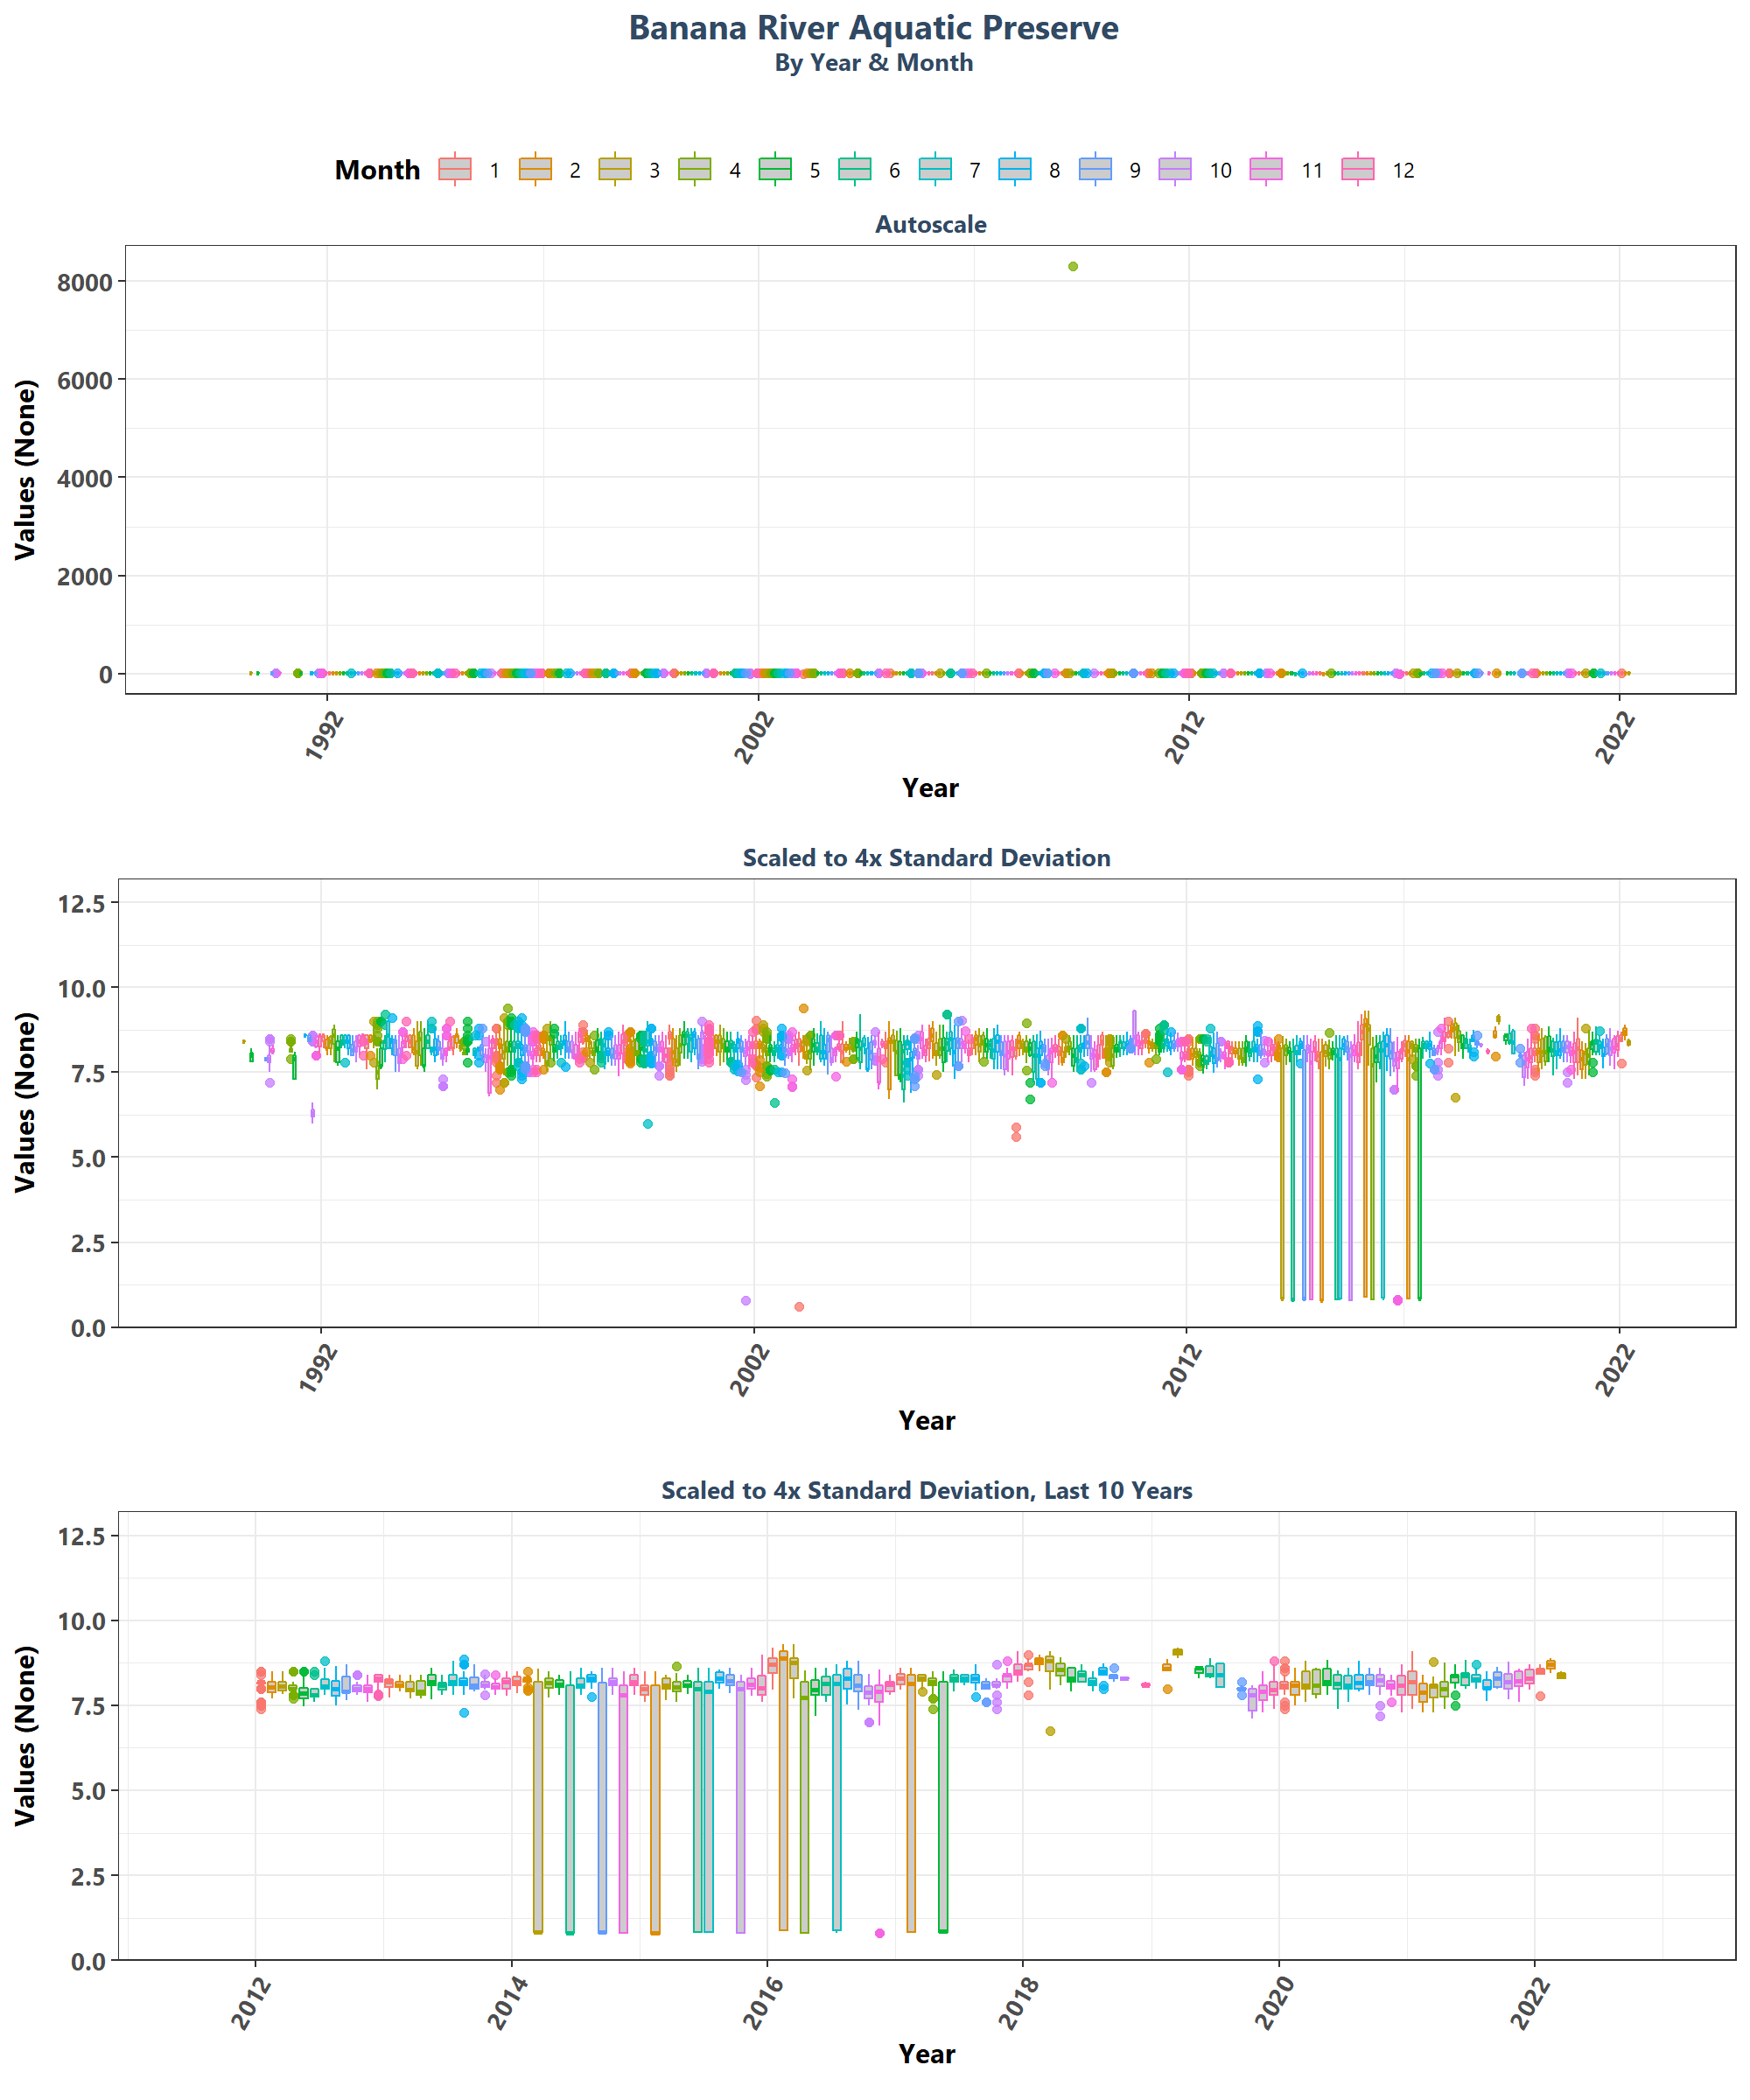 Banana River Aquatic Preserve
By Year & Month
Month 1 2 3 4 5 6 7 8 9 10 11 12
Autoscale
Values (None)
8000
6000
4000
2000
0
1992 2002 2012 2022
Year
Scaled to 4x Standard Deviation
Values (None)
12.5
10.0
7.5
5.0
2.5
0.0
1992 2002 2012 2022
Year
Scaled to 4x Standard Deviation, Last 10 Years
Values (None)
12.5
10.0
7.5
5.0
2.5
0.0
2012 2014 2016 2018 2020 2022
Year